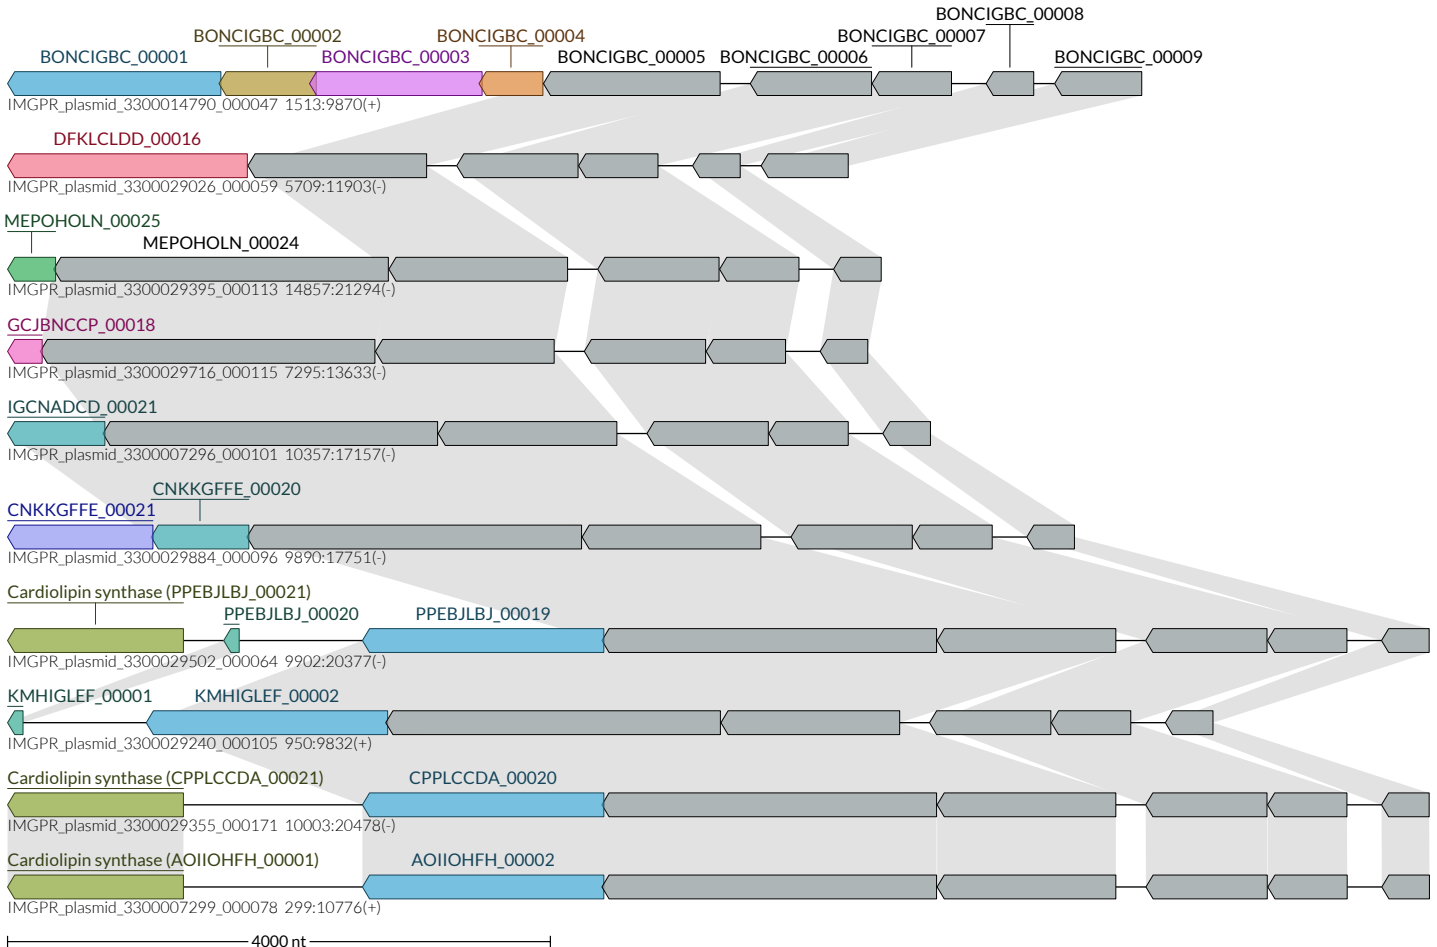 BONCIGBC_00008
BONCIGBC_00002 BONCIGBC_00004 BONCIGBC_00007
BONCIGBC_00001 BONCIGBC_00003 BONCIGBC_00005 BONCIGBC_00006 BONCIGBC_00009
IMGPR_plasmid_3300014790_000047 1513:9870(+)
DFKLCLDD_00016
IMGPR_plasmid_3300029026_000059 5709:11903(-)
MEPOHOLN_00025
MEPOHOLN_00024
IMGPR_plasmid_3300029395_000113 14857:21294(-)
GCJBNCCP_00018
IMGPR_plasmid_3300029716_000115 7295:13633(-)
IGCNADCD_00021
IMGPR_plasmid_3300007296_000101 10357:17157(-)
CNKKGFFE_00020
CNKKGFFE_00021
IMGPR_plasmid_3300029884_000096 9890:17751(-)
Cardiolipin synthase (PPEBJLBJ_00021)
PPEBJLBJ_00020 PPEBJLBJ_00019
IMGPR_plasmid_3300029502_000064 9902:20377(-)
KMHIGLEF_00001 KMHIGLEF_00002
IMGPR_plasmid_3300029240_000105 950:9832(+)
Cardiolipin synthase (CPPLCCDA_00021) CPPLCCDA_00020
IMGPR_plasmid_3300029355_000171 10003:20478(-)
Cardiolipin synthase (AOIIOHFH_00001) AOIIOHFH_00002
IMGPR_plasmid_3300007299_000078 299:10776(+)
4000 nt